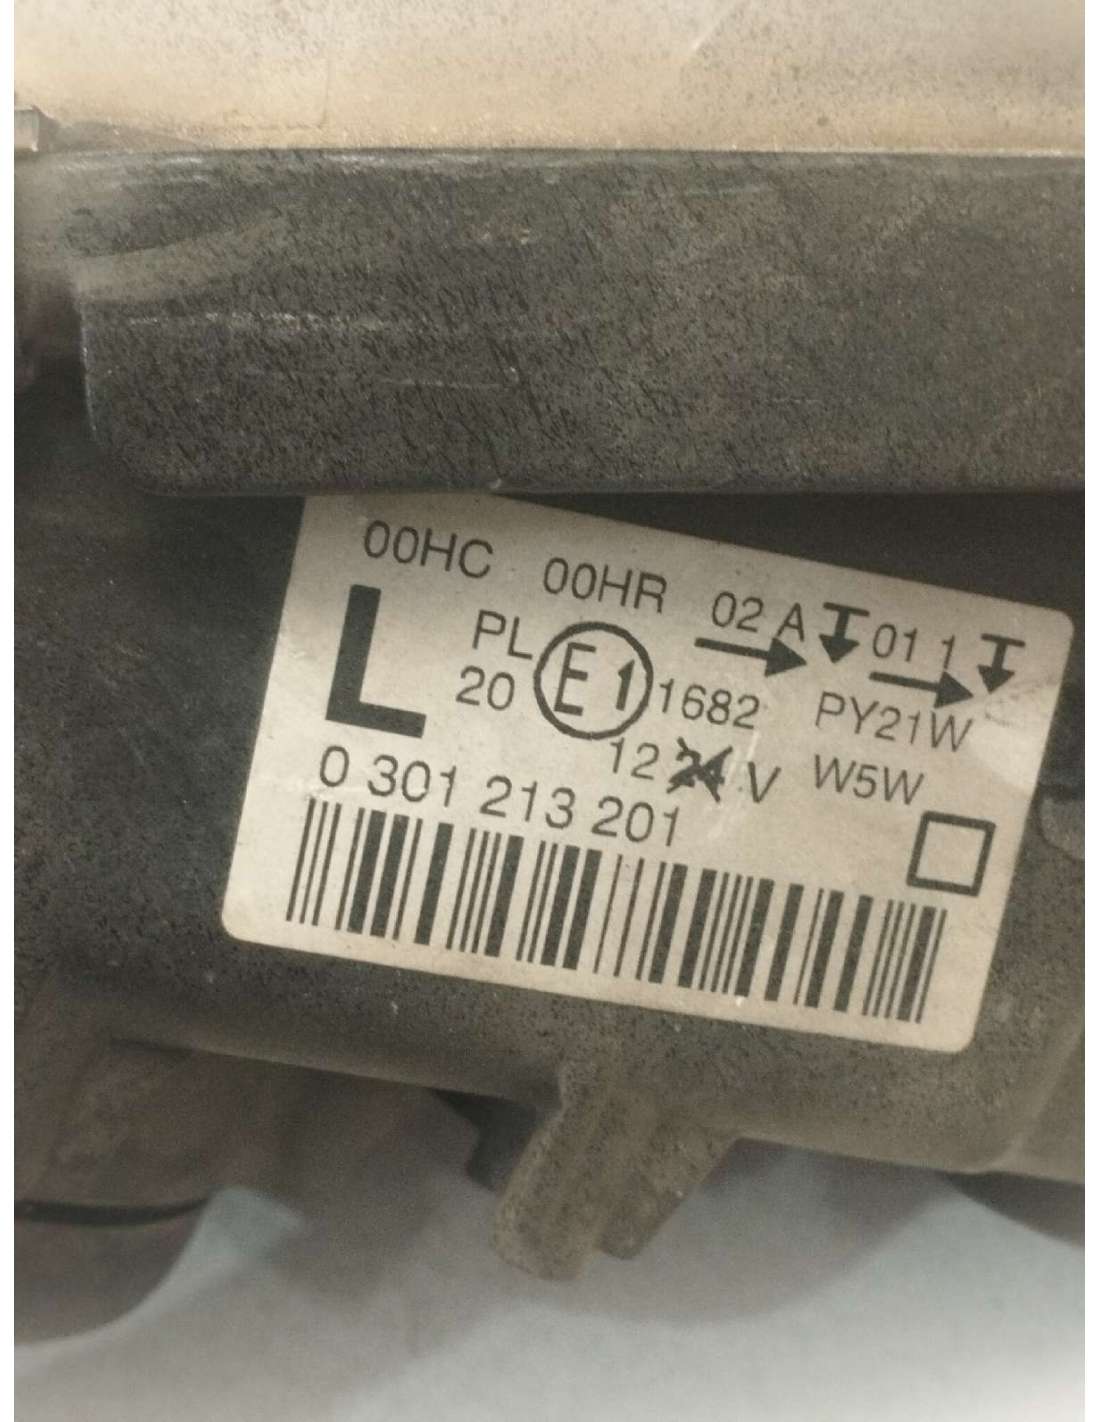 00HC 00HR 02 A 01 1
L PL E1
20 1682 PY21W
12 24 V W5W
0 301 213 201